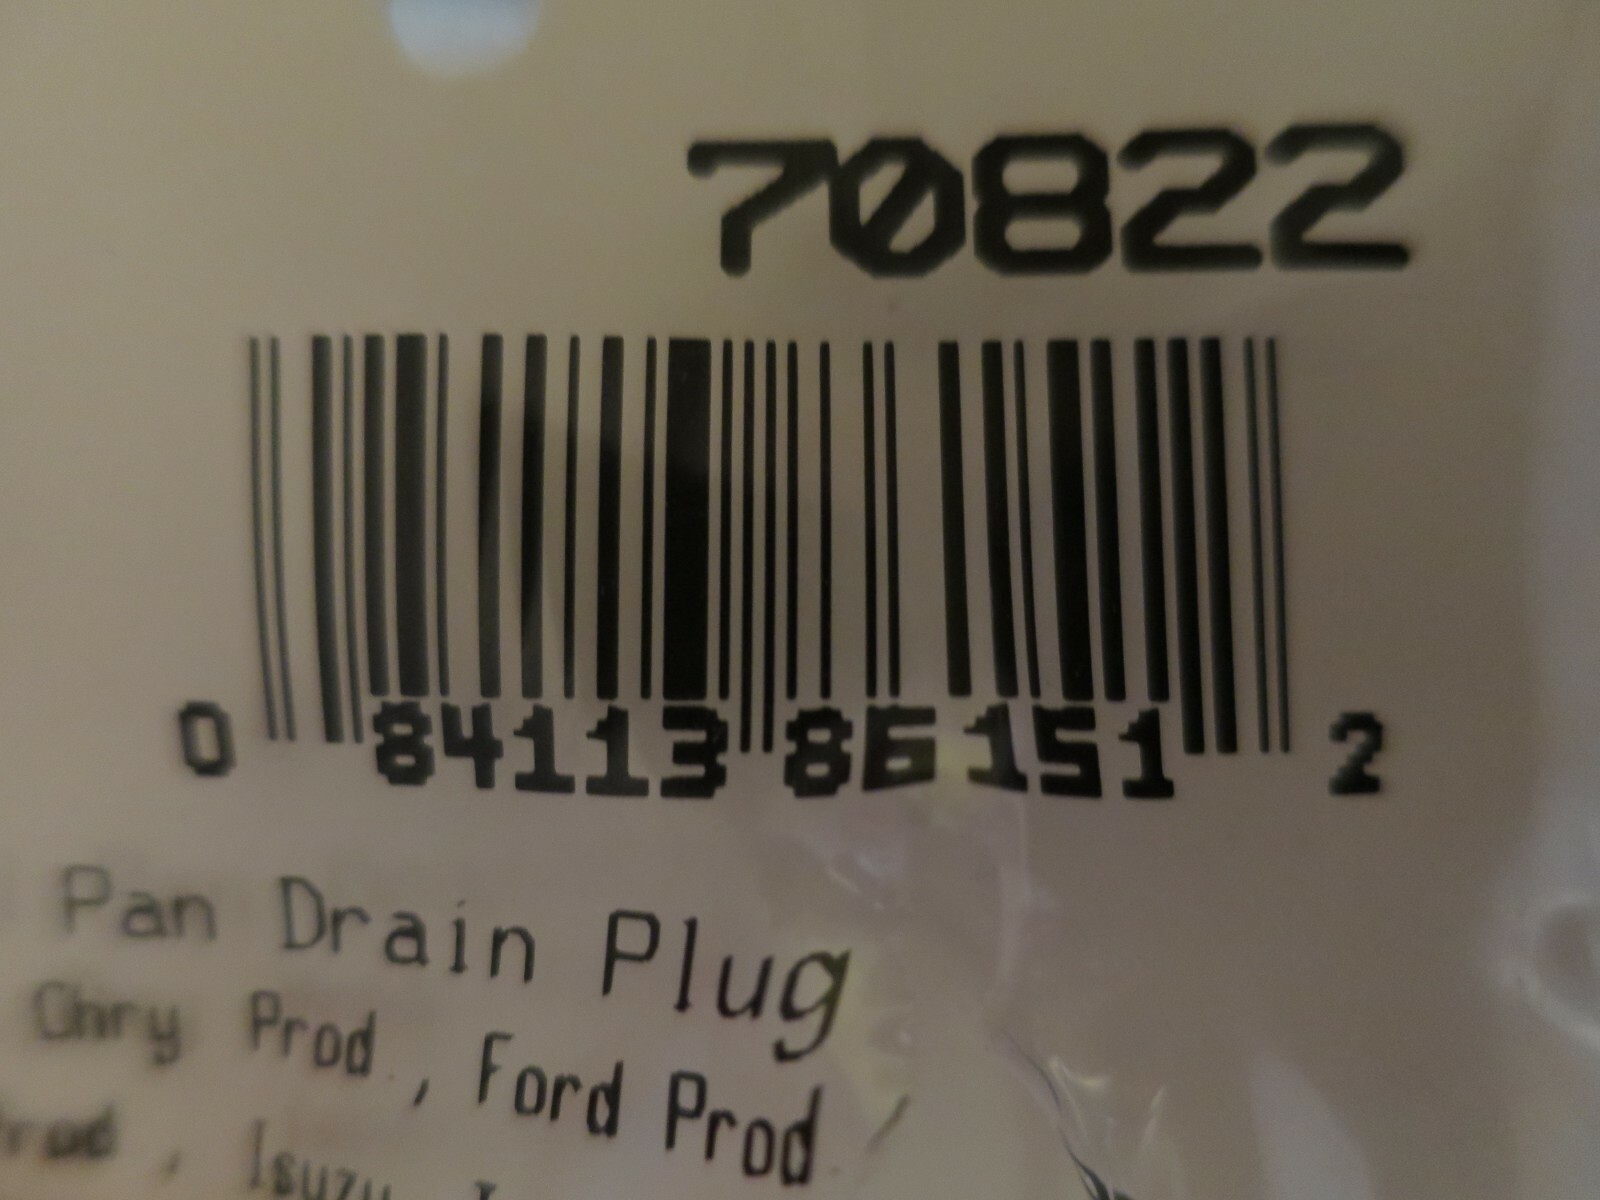 70822
0 84113 86151 2
Pan Drain Plug
Chry Prod , Ford Prod
Prod , Isuzu